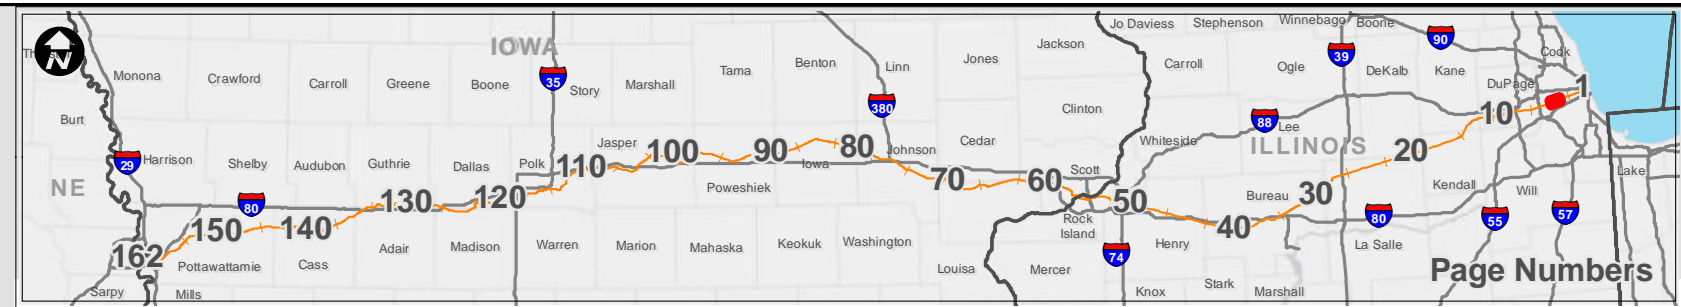 Jo Daviess Stephenson Winnebago Boone
IOWA
Jackson
90
Cook
N
39
Monona Crawford Carroll Greene Boone 35 Story Marshall Tama Benton Linn Jones Carroll Ogle DeKalb Kane
DuPage 1
Burt
380
Clinton
88 Lee
10
Harrison Shelby Audubon Guthrie Dallas Polk Jasper 100 90 80 Johnson Cedar Whiteside
ILLINOIS
29
110
Iowa
20
NE
Poweshiek
70 60 Scott
Lake
80
130 120
50
Bureau 30 Kendall Will
150 140
Rock
Island
40
80
55
57
162
Adair Madison Warren Marion Mahaska Keokuk Washington
Henry
La Salle
74
Pottawattamie Cass
Louisa Mercer
Page Numbers
Sarpy Mills
Knox Stark Marshall